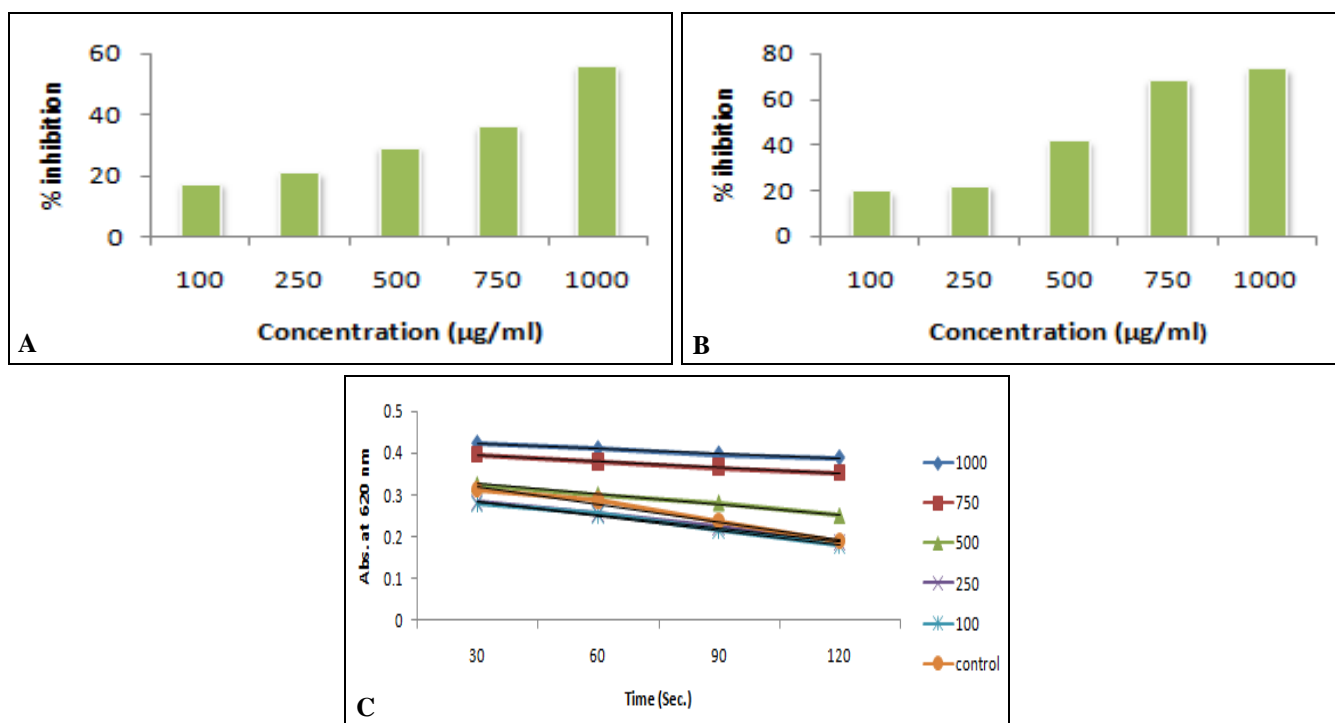 60
40
20
0
% inhibition
100 250 500 750 1000
Concentration (µg/ml)
A
80
60
40
20
0
% ihibition
100 250 500 750 1000
Concentration (µg/ml)
B
0.5
0.4
0.3
0.2
0.1
0
Abs. at 620 nm
30 60 90 120
Time (Sec.)
1000
750
500
250
100
control
C